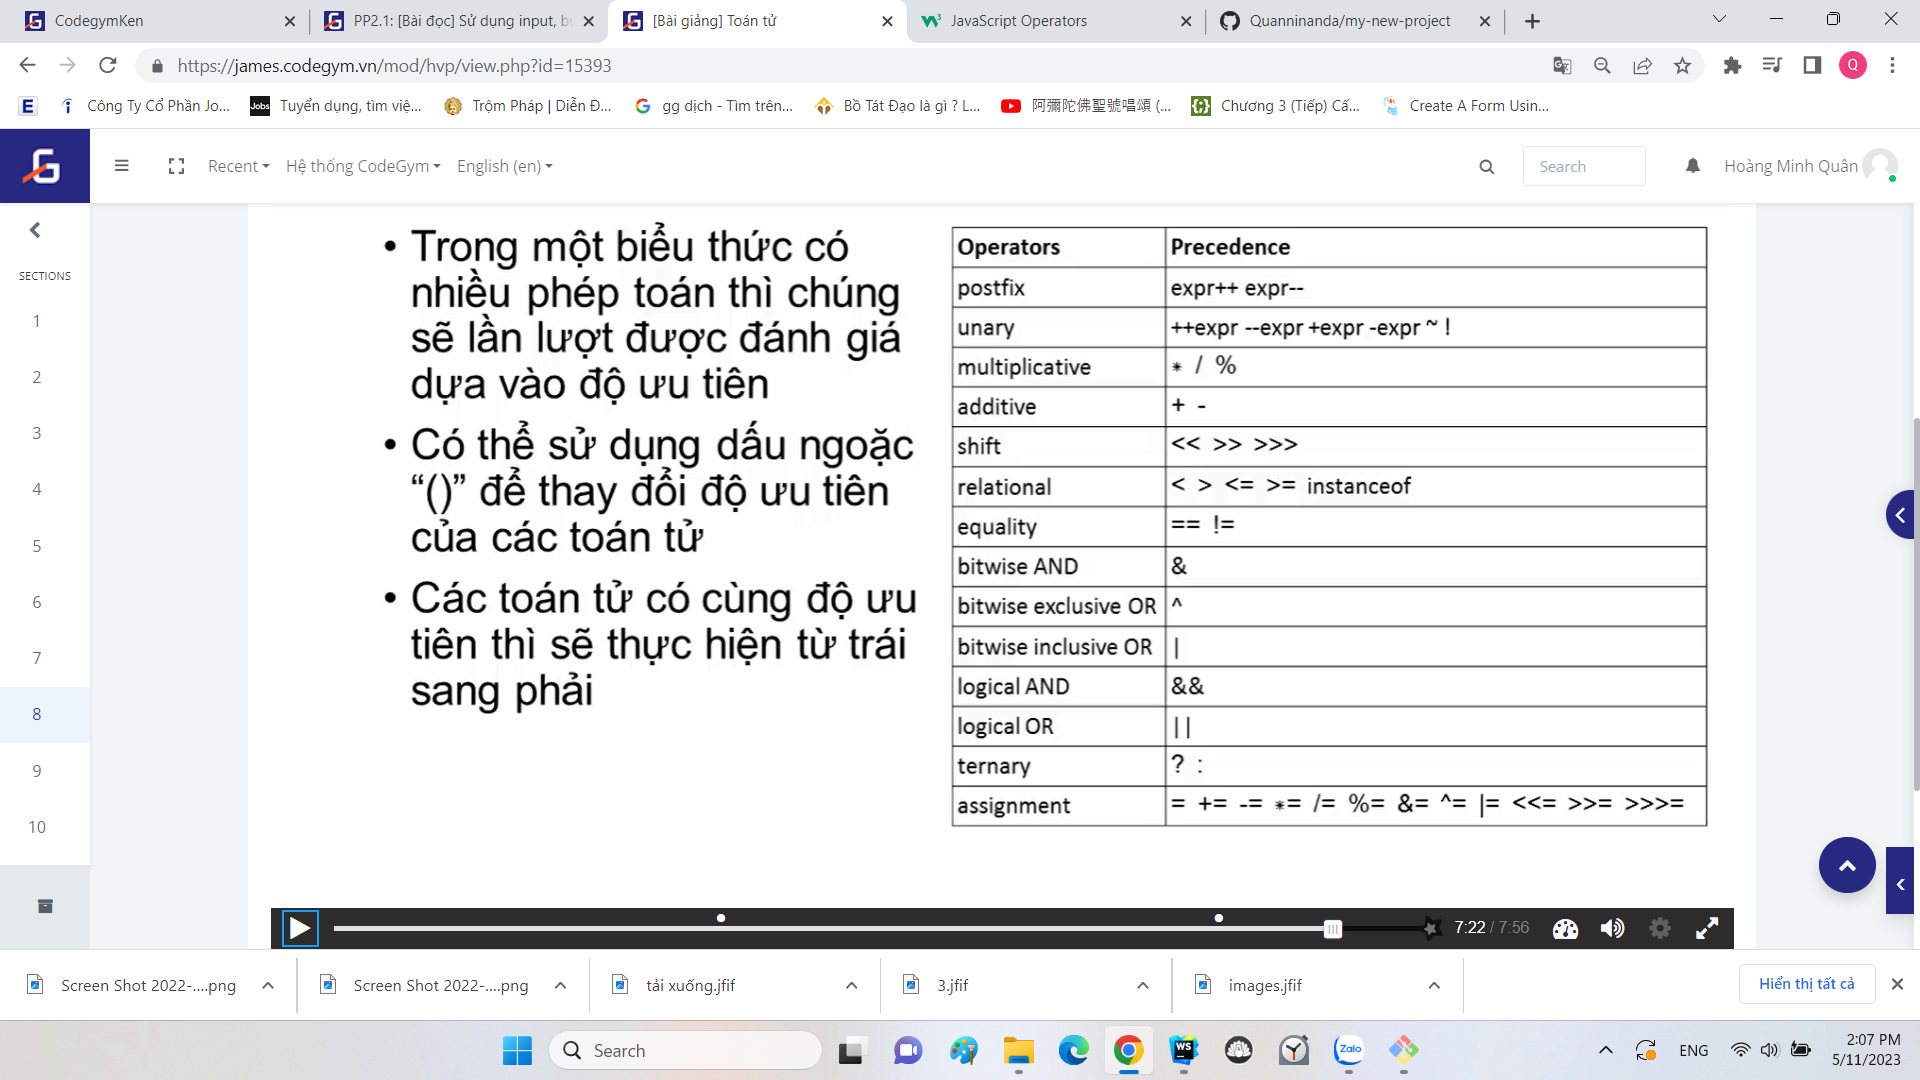 CodegymKen
PP2.1: [Bài đọc] Sử dụng input, b
[Bài giảng] Toán tử
JavaScript Operators
Quanninanda/my-new-project
https://james.codegym.vn/mod/hvp/view.php?id=15393
Q
E
Công Ty Cổ Phần Jo...
Jobs
Tuyển dụng, tìm việ...
Trộm Pháp | Diễn Đ...
gg dịch - Tìm trên...
Bồ Tát Đạo là gì ? L...
阿彌陀佛聖號唱頌 (...
Chương 3 (Tiếp) Cấ...
Create A Form Usin...
Recent
Hệ thống CodeGym
English (en)
Search
Hoàng Minh Quân
SECTIONS
1
2
3
4
5
6
7
8
9
10
• Trong một biểu thức có
nhiều phép toán thì chúng
sẽ lần lượt được đánh giá
dựa vào độ ưu tiên
• Có thể sử dụng dấu ngoặc
“()” để thay đổi độ ưu tiên
của các toán tử
• Các toán tử có cùng độ ưu
tiên thì sẽ thực hiện từ trái
sang phải
Operators Precedence
postfix expr++ expr--
unary ++expr --expr +expr -expr ~ !
multiplicative * / %
additive + -
shift << >> >>>
relational < > <= >= instanceof
equality == !=
bitwise AND &
bitwise exclusive OR ^
bitwise inclusive OR |
logical AND &&
logical OR ||
ternary ? :
assignment = += -= *= /= %= &= ^= |= <<= >>= >>>=
7:22 / 7:56
Screen Shot 2022-....png
Screen Shot 2022-....png
tải xuống.jfif
3.jfif
images.jfif
Hiển thị tất cả
Search
WS
Zalo
ENG
2:07 PM
5/11/2023